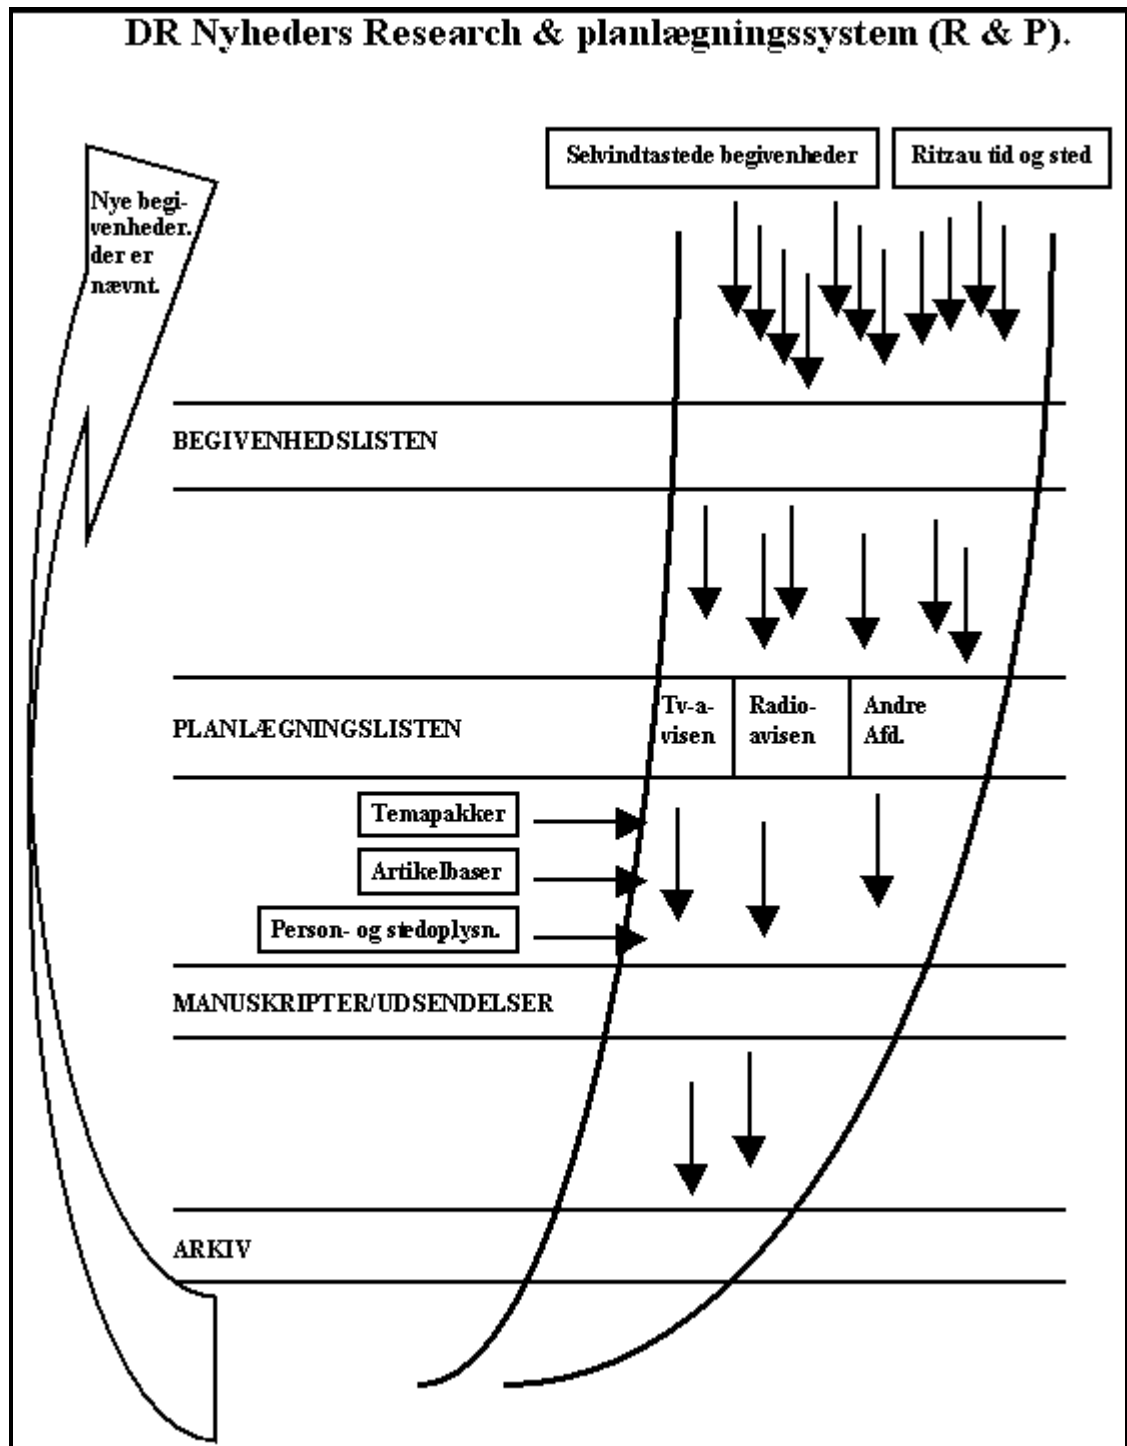 DR Nyheders Research & planlægningssystem (R & P).
Selvindtastede begivenheder
Ritzau tid og sted
Nye begi-
venheder.
der er
nævnt.
BEGIVENHEDSLISTEN
PLANLÆGNINGSLISTEN
Tv-a-
visen
Radio-
avisen
Andre
Afd.
Temapakker
Artikelbaser
Person- og stedoplysn.
MANUSKRIPTER/UDSENDELSER
ARKIV